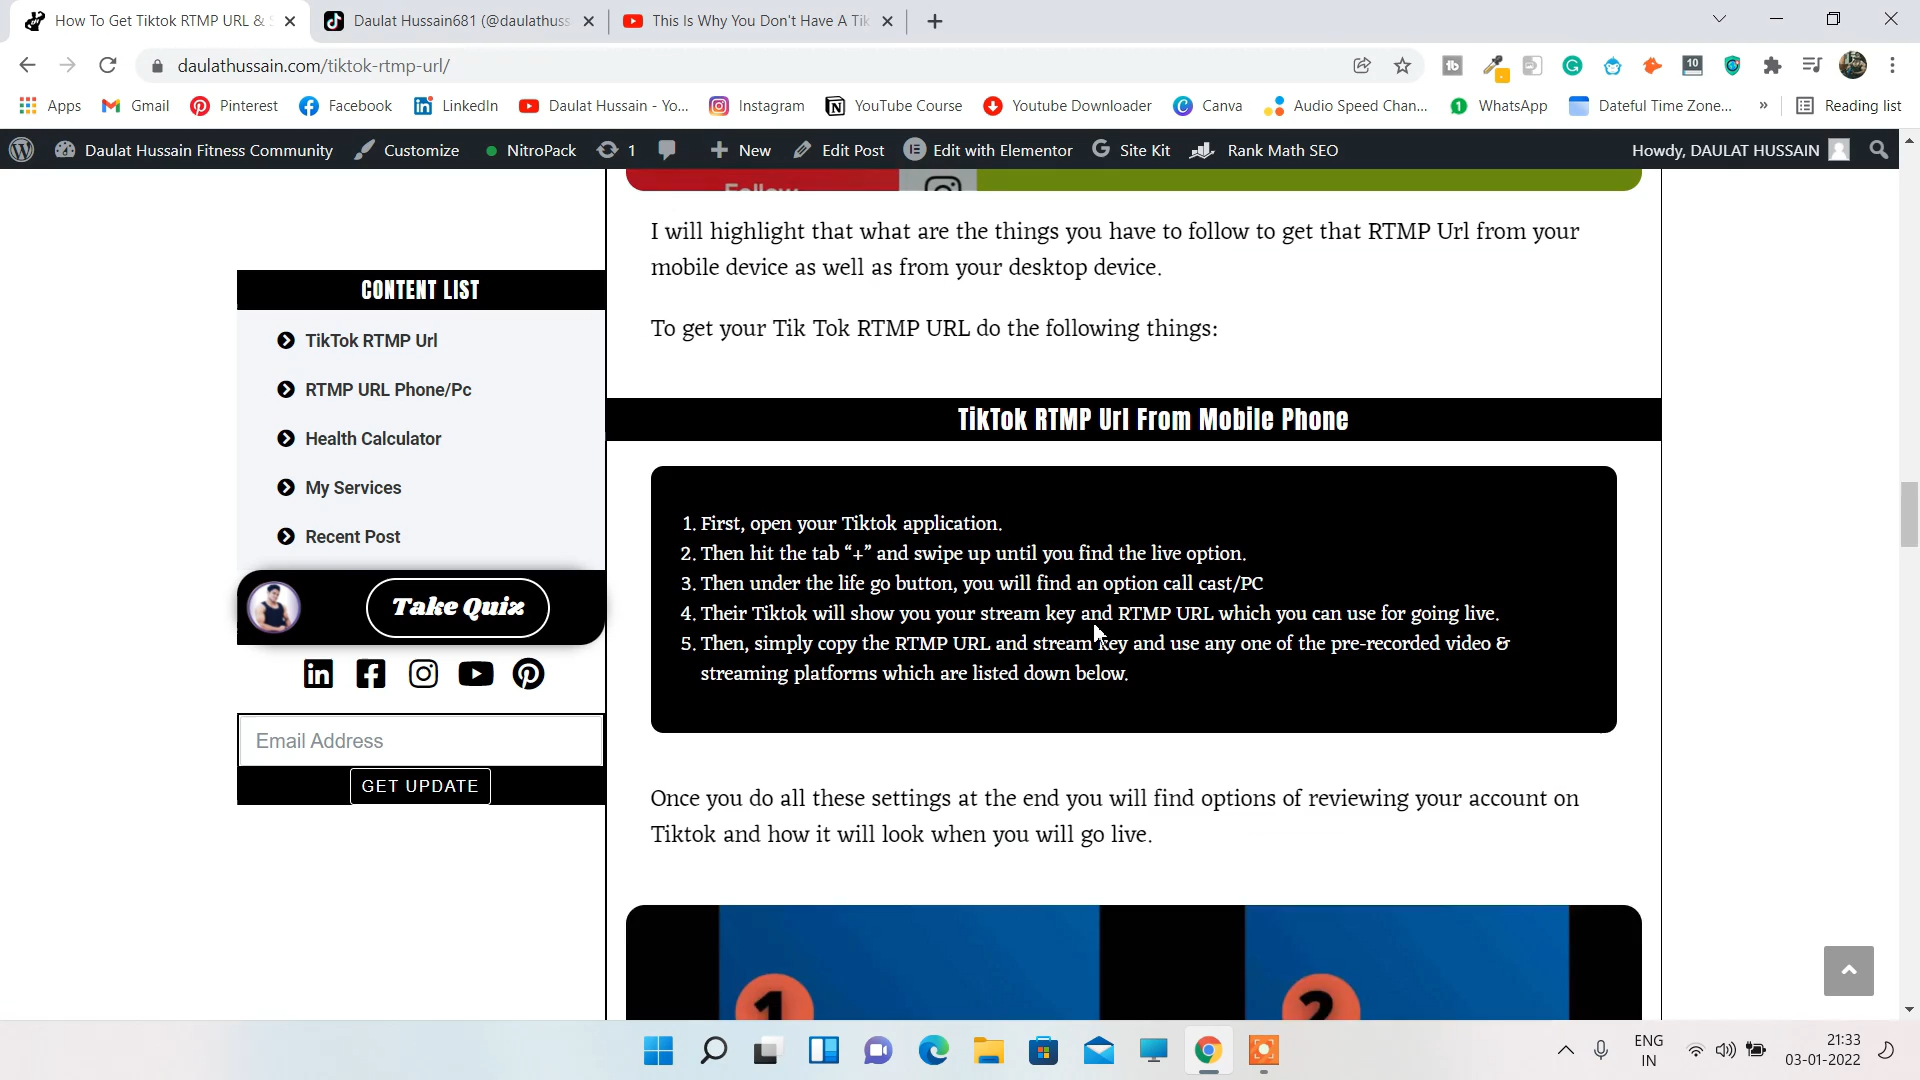 How To Get Tiktok RTMP URL & S
Daulat Hussain681 (@daulathuss
This Is Why You Don't Have A Tik
daulathussain.com/tiktok-rtmp-url/
10
Apps
Gmail
Pinterest
Facebook
LinkedIn
Daulat Hussain - Yo...
Instagram
YouTube Course
Youtube Downloader
Canva
Audio Speed Chan...
1
WhatsApp
Dateful Time Zone...
»
Reading list
Daulat Hussain Fitness Community
Customize
NitroPack
1
New
Edit Post
Edit with Elementor
Site Kit
Rank Math SEO
Howdy, DAULAT HUSSAIN
Follow
I will highlight that what are the things you have to follow to get that RTMP Url from your
mobile device as well as from your desktop device.
To get your Tik Tok RTMP URL do the following things:
CONTENT LIST
TikTok RTMP Url
RTMP URL Phone/Pc
Health Calculator
My Services
Recent Post
Take Quiz
Email Address
GET UPDATE
TikTok RTMP Url From Mobile Phone
1. First, open your Tiktok application.
2. Then hit the tab “+” and swipe up until you find the live option.
3. Then under the life go button, you will find an option call cast/PC
4. Their Tiktok will show you your stream key and RTMP URL which you can use for going live.
5. Then, simply copy the RTMP URL and stream key and use any one of the pre-recorded video &
streaming platforms which are listed down below.
Once you do all these settings at the end you will find options of reviewing your account on
Tiktok and how it will look when you will go live.
1
2
ENG
IN
21:33
03-01-2022